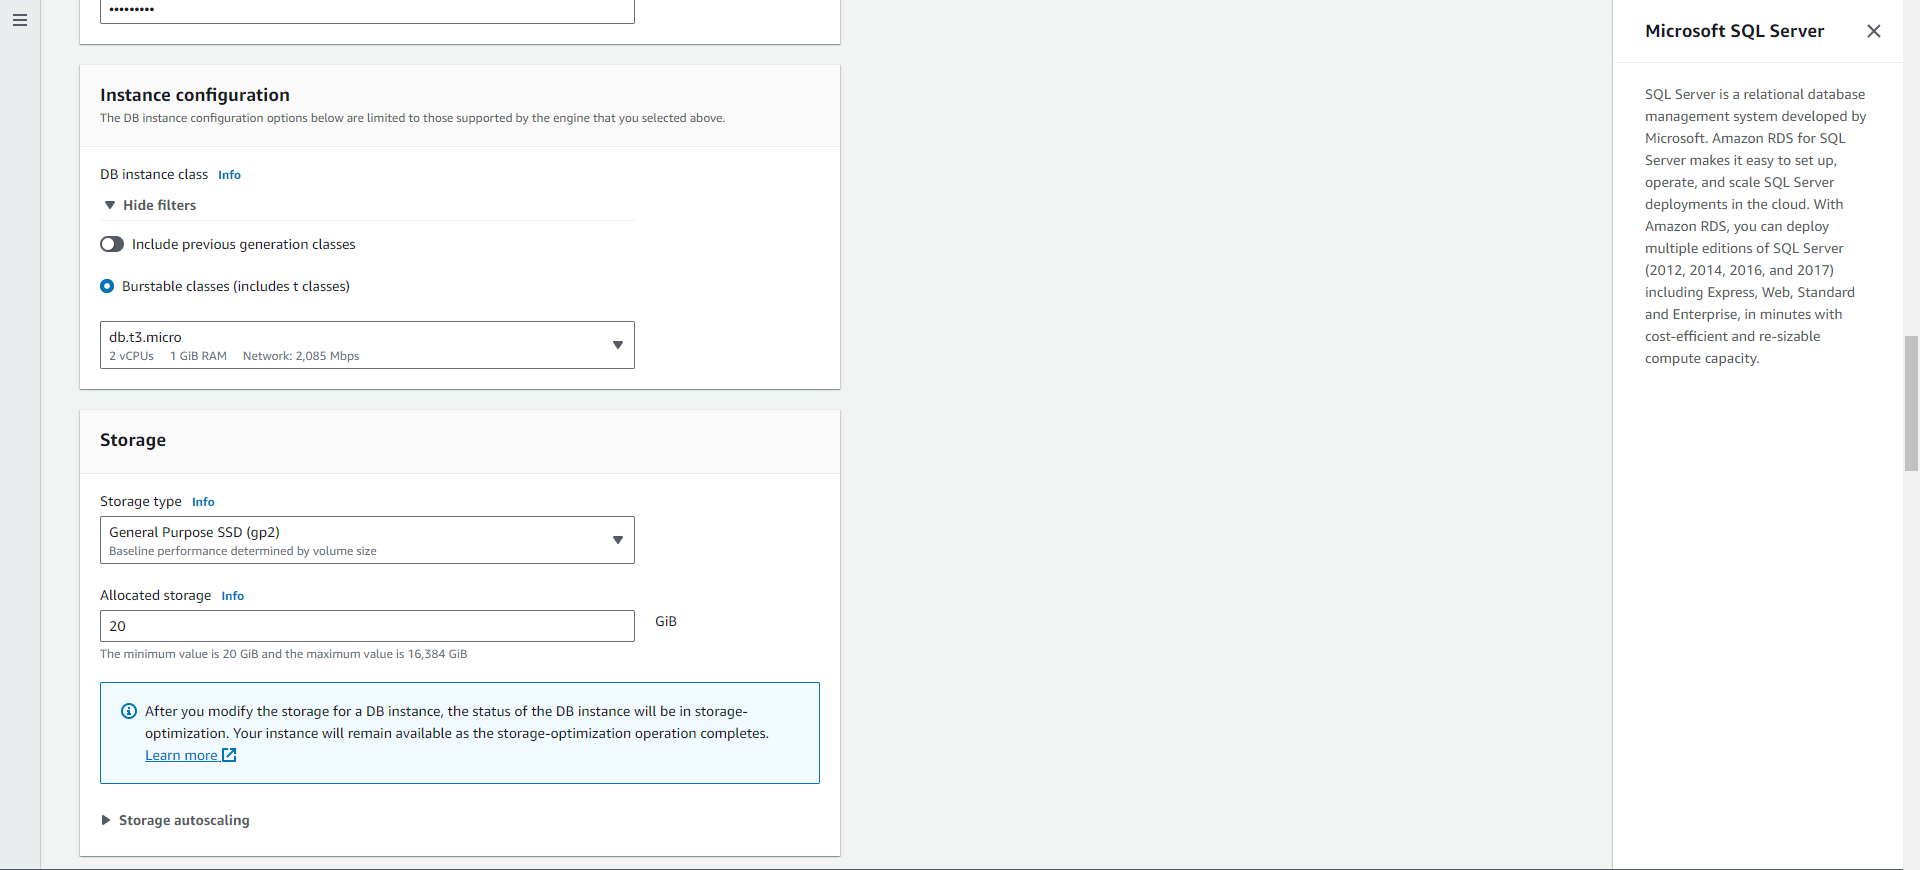 •••••••••
Instance configuration
The DB instance configuration options below are limited to those supported by the engine that you selected above.
DB instance class Info
Hide filters
Include previous generation classes
Burstable classes (includes t classes)
db.t3.micro
2 vCPUs 1 GiB RAM Network: 2,085 Mbps
Storage
Storage type Info
General Purpose SSD (gp2)
Baseline performance determined by volume size
Allocated storage Info
20 GiB
The minimum value is 20 GiB and the maximum value is 16,384 GiB
After you modify the storage for a DB instance, the status of the DB instance will be in storage-
optimization. Your instance will remain available as the storage-optimization operation completes.
Learn more
Storage autoscaling
Microsoft SQL Server
SQL Server is a relational database
management system developed by
Microsoft. Amazon RDS for SQL
Server makes it easy to set up,
operate, and scale SQL Server
deployments in the cloud. With
Amazon RDS, you can deploy
multiple editions of SQL Server
(2012, 2014, 2016, and 2017)
including Express, Web, Standard
and Enterprise, in minutes with
cost-efficient and re-sizable
compute capacity.